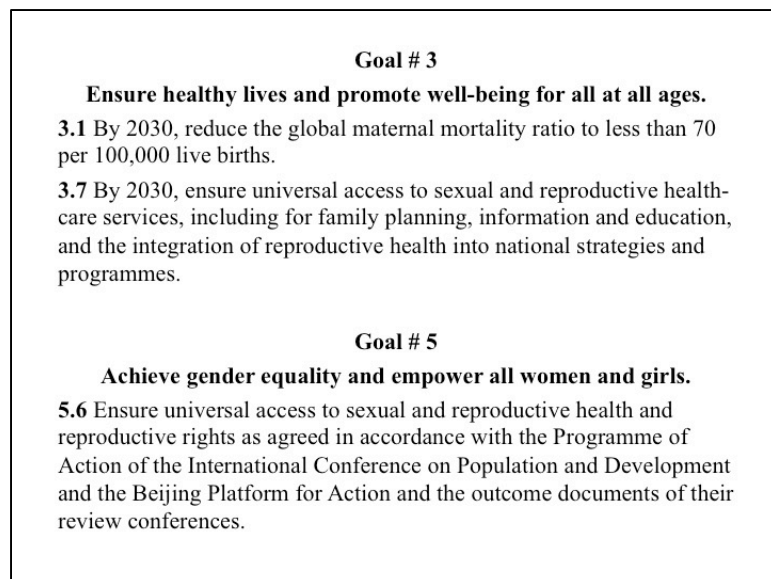 Goal # 3
Ensure healthy lives and promote well-being for all at all ages.
3.1 By 2030, reduce the global maternal mortality ratio to less than 70
per 100,000 live births.
3.7 By 2030, ensure universal access to sexual and reproductive health-
care services, including for family planning, information and education,
and the integration of reproductive health into national strategies and
programmes.
Goal # 5
Achieve gender equality and empower all women and girls.
5.6 Ensure universal access to sexual and reproductive health and
reproductive rights as agreed in accordance with the Programme of
Action of the International Conference on Population and Development
and the Beijing Platform for Action and the outcome documents of their
review conferences.